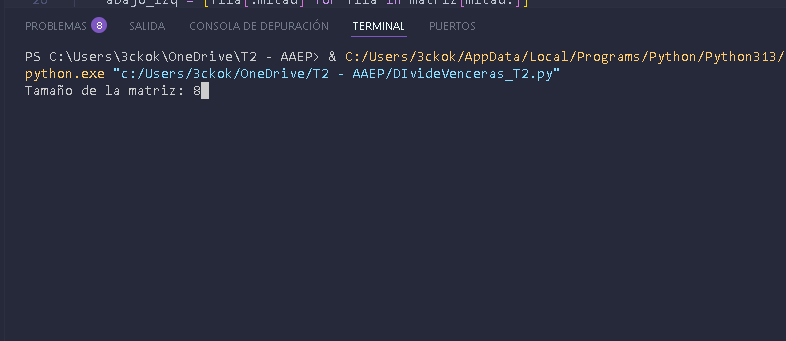 20 abajo_izq = [fila[:mitad] for fila in matriz[mitad:]]
PROBLEMAS 8 SALIDA CONSOLA DE DEPURACIÓN TERMINAL PUERTOS
PS C:\Users\3ckok\OneDrive\T2 - AAEP> & C:/Users/3ckok/AppData/Local/Programs/Python/Python313/
python.exe "c:/Users/3ckok/OneDrive/T2 - AAEP/DIvideVenceras_T2.py"
Tamaño de la matriz: 8